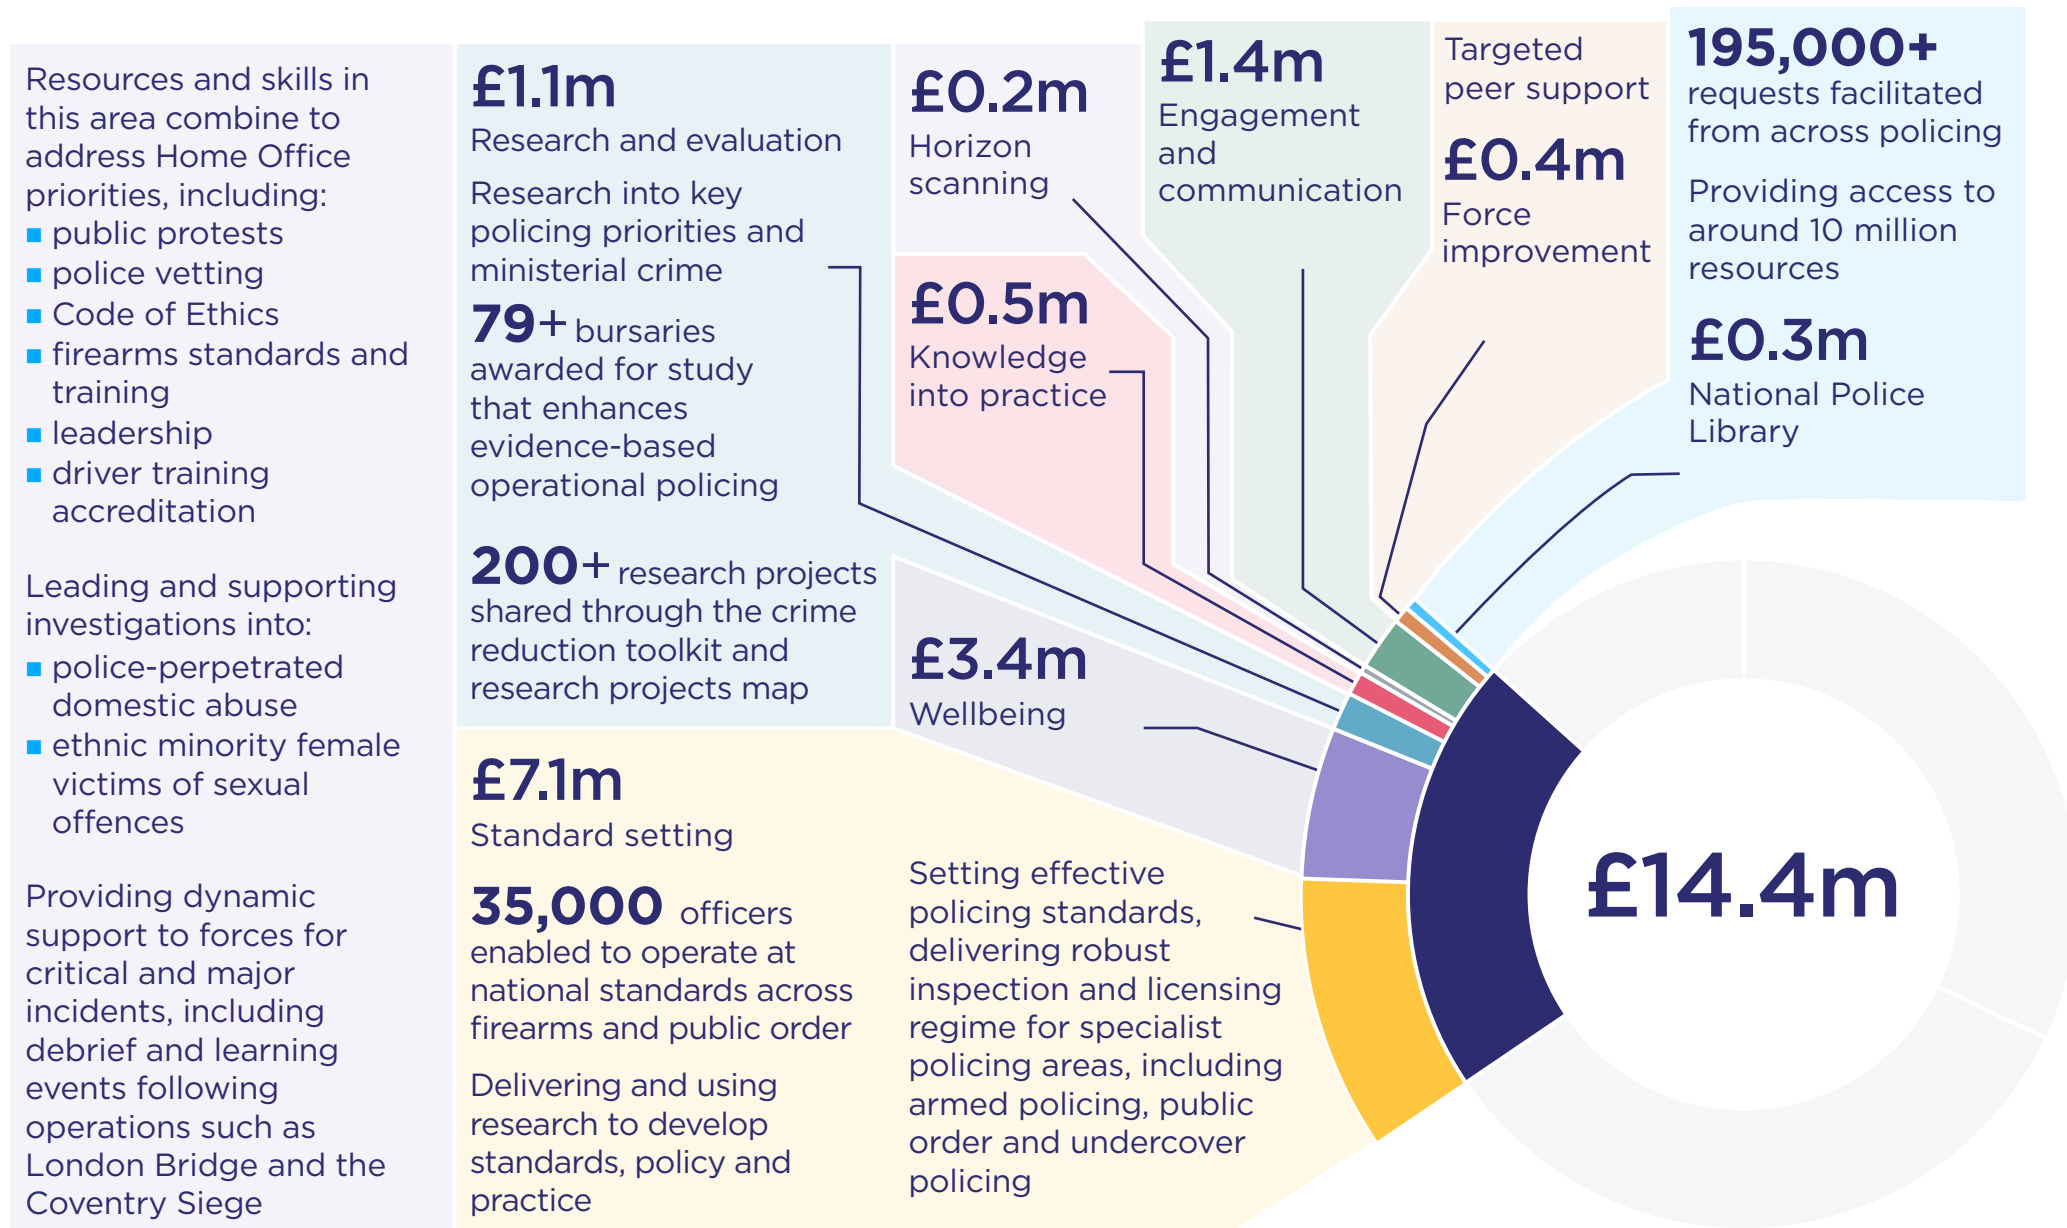 Resources and skills in
this area combine to
address Home Office
priorities, including:
public protests
police vetting
Code of Ethics
firearms standards and
training
leadership
driver training
accreditation
Leading and supporting
investigations into:
police-perpetrated
domestic abuse
ethnic minority female
victims of sexual
offences
Providing dynamic
support to forces for
critical and major
incidents, including
debrief and learning
events following
operations such as
London Bridge and the
Coventry Siege
£1.1m
Research and evaluation
Research into key
policing priorities and
ministerial crime
79+ bursaries
awarded for study
that enhances
evidence-based
operational policing
200+ research projects
shared through the crime
reduction toolkit and
research projects map
£7.1m
Standard setting
35,000 officers
enabled to operate at
national standards across
firearms and public order
Delivering and using
research to develop
standards, policy and
practice
Setting effective
policing standards,
delivering robust
inspection and licensing
regime for specialist
policing areas, including
armed policing, public
order and undercover
policing
£0.2m
Horizon
scanning
£0.5m
Knowledge
into practice
£3.4m
Wellbeing
£1.4m
Engagement
and
communication
Targeted
peer support
£0.4m
Force
improvement
195,000+
requests facilitated
from across policing
Providing access to
around 10 million
resources
£0.3m
National Police
Library
£14.4m